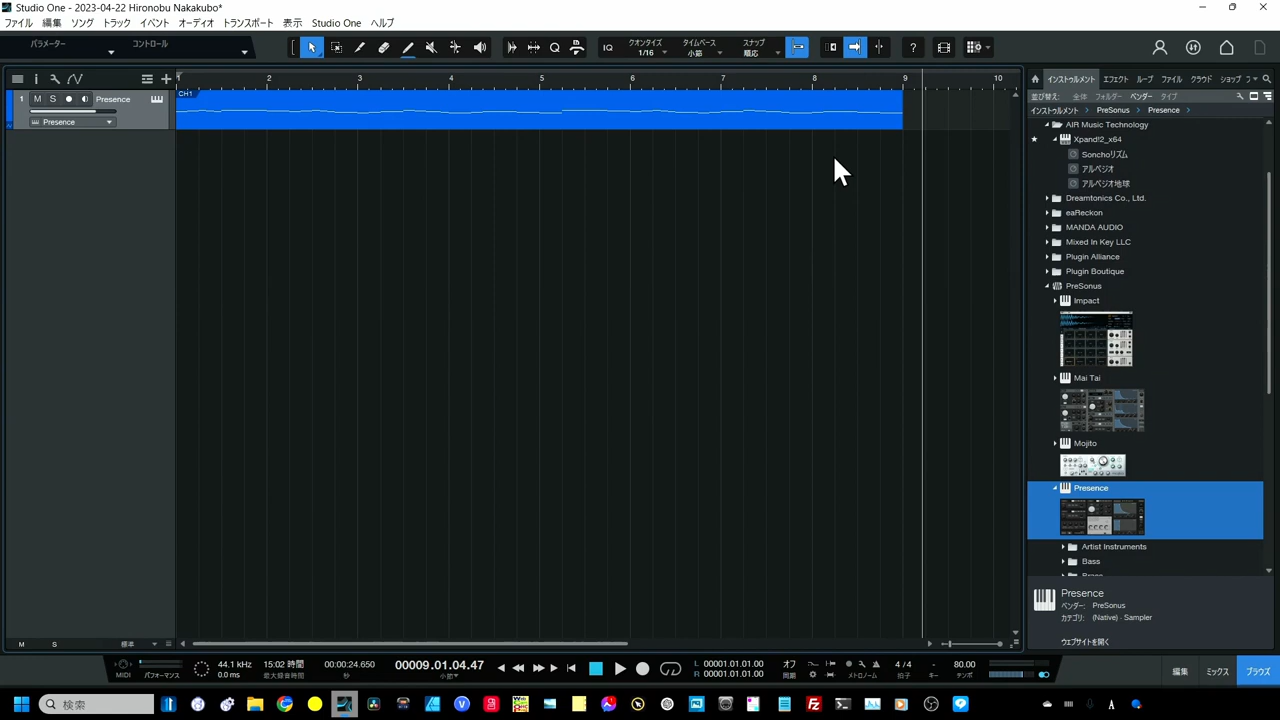 Studio One - 2023-04-22 Hironobu Nakakubo*
ファイル 編集 ソング トラック イベント オーディオ トランスポート 表示 Studio One ヘルプ
パラメーター コントロール
IQ クオンタイズ 1/16 タイムベース 小節 スナップ 順応 ?
インストゥルメント エフェクト ループ ファイル クラウド ショップ
並び替え: 全体 フォルダー ベンダー タイプ
インストゥルメント PreSonus Presence
1 2 3 4 5 6 7 8 9 10
CH1
1 M S Presence
Presence
AIR Music Technology
Xpand!2_x64
Sonchoリズム
アルペジオ
アルペジオ地球
Dreamtonics Co., Ltd.
eaReckon
MANDA AUDIO
Mixed In Key LLC
Plugin Alliance
Plugin Boutique
PreSonus
Impact
Mai Tai
Mojito
Presence
Artist Instruments
Bass
Presence
ベンダー: PreSonus
カテゴリ: (Native) - Sampler
ウェブサイトを開く
M S 標準
MIDI
44.1 kHz
0.0 ms
15:02 時間
最大録音時間
00:00:24.650
00009.01.04.47
小節
L 00001.01.01.00
R 00001.01.01.00
オフ
同期
メトロノーム
4 / 4
拍子
-
キー
80.00
テンポ
編集 ミックス ブラウズ
検索